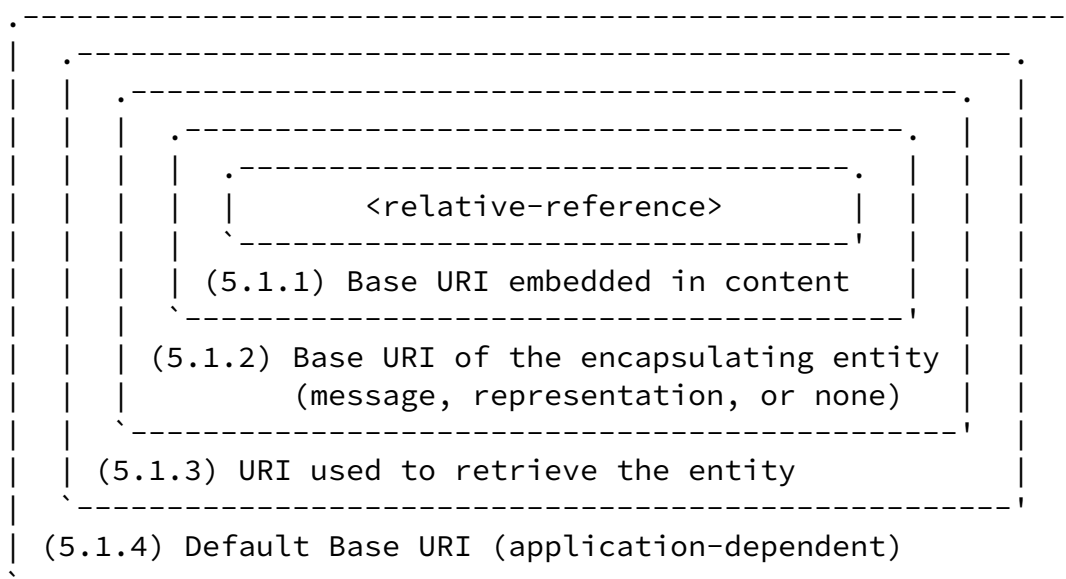 <relative-reference>
(5.1.1) Base URI embedded in content
(5.1.2) Base URI of the encapsulating entity
(message, representation, or none)
(5.1.3) URI used to retrieve the entity
(5.1.4) Default Base URI (application-dependent)